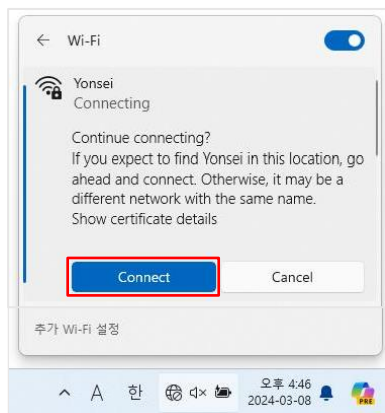 Wi-Fi
Yonsei
Connecting
Continue connecting?
If you expect to find Yonsei in this location, go
ahead and connect. Otherwise, it may be a
different network with the same name.
Show certificate details
Connect
Cancel
추가 Wi-Fi 설정
A 한
오후 4:46
2024-03-08
PRE